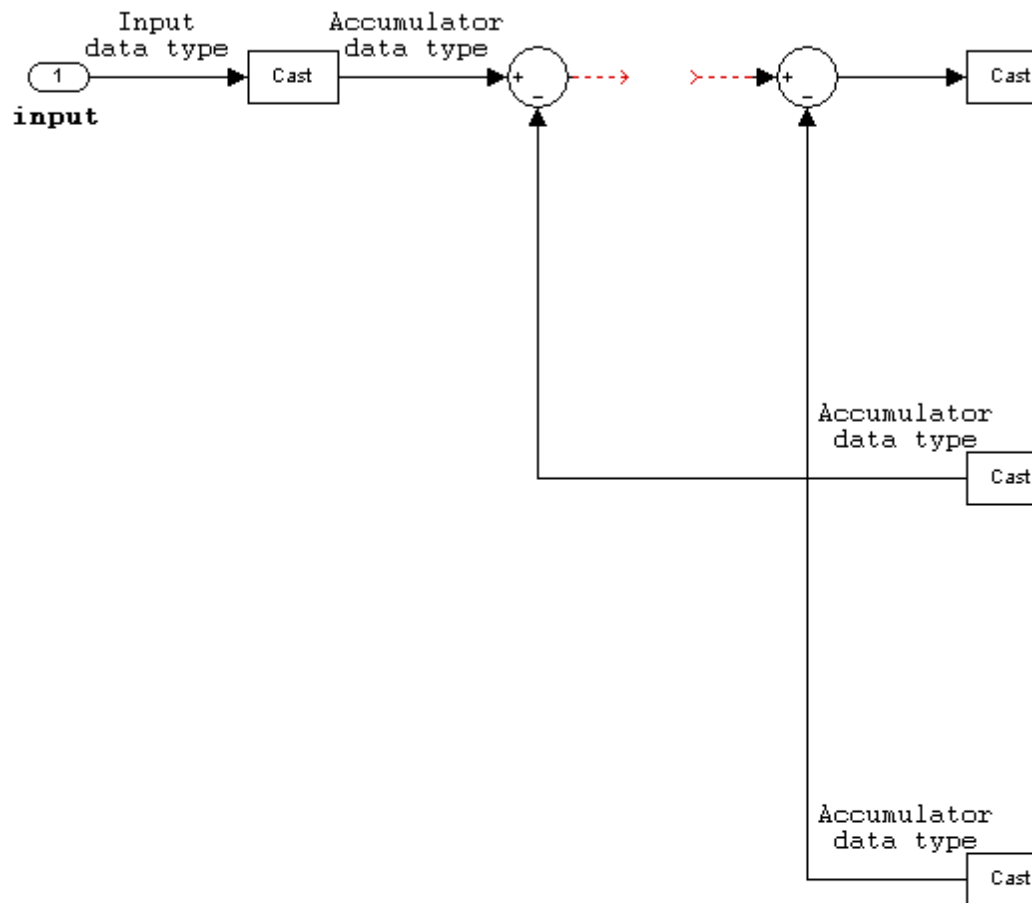 Input
data type
Accumulator
data type
1
Cast
+
−
+
−
Cast
input
Accumulator
data type
Cast
Accumulator
data type
Cast